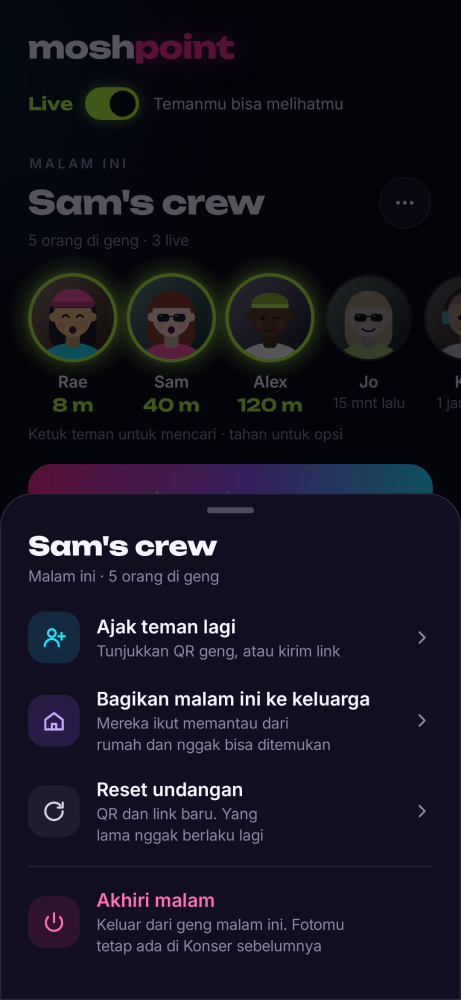 moshpoint
Live
Temanmu bisa melihatmu
MALAM INI
Sam's crew
5 orang di geng · 3 live
Rae
Sam
Alex
Jo
8 m
40 m
120 m
15 mnt lalu
Ketuk teman untuk mencari · tahan untuk opsi
Sam's crew
Malam ini · 5 orang di geng
Ajak teman lagi
Tunjukkan QR geng, atau kirim link
Bagikan malam ini ke keluarga
Mereka ikut memantau dari
rumah dan nggak bisa ditemukan
Reset undangan
QR dan link baru. Yang
lama nggak berlaku lagi
Akhiri malam
Keluar dari geng malam ini. Fotomu
tetap ada di Konser sebelumnya